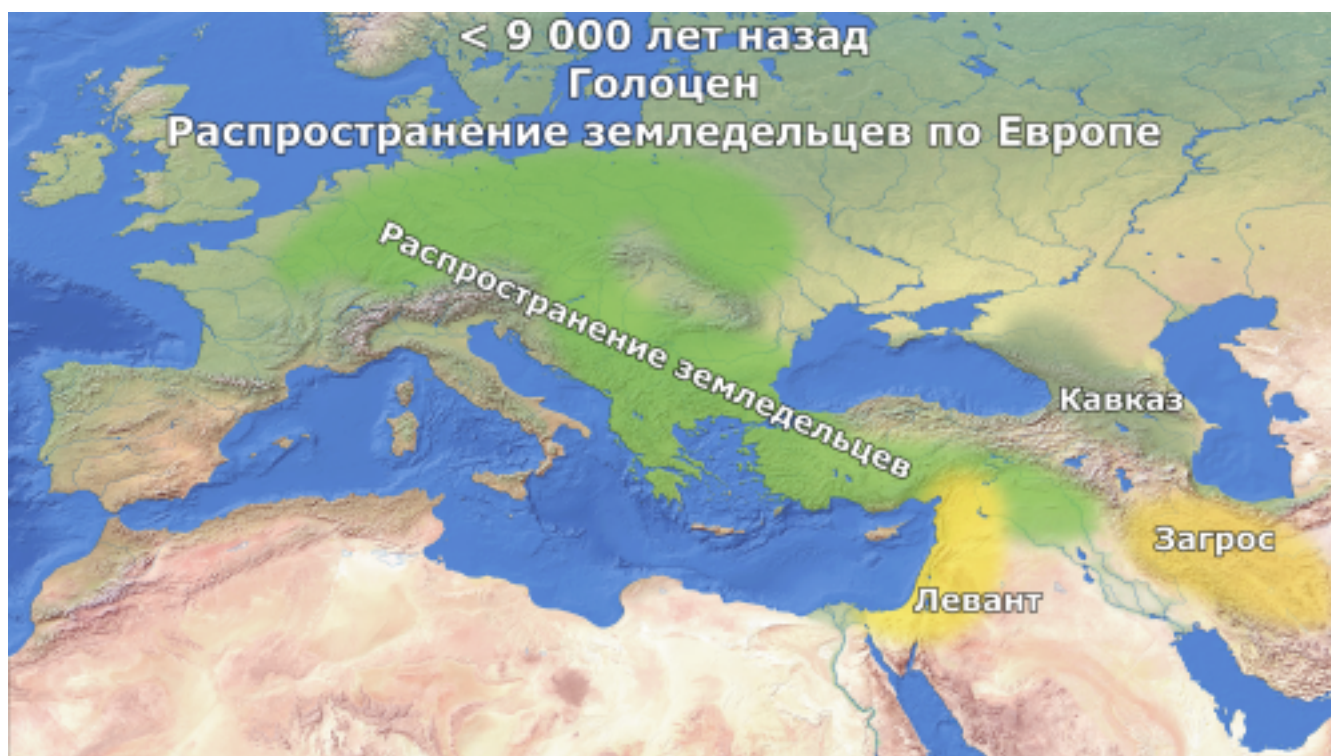 < 9 000 лет назад
Голоцен
Распространение земледельцев по Европе
Распространение земледельцев
Кавказ
Загрос
Левант